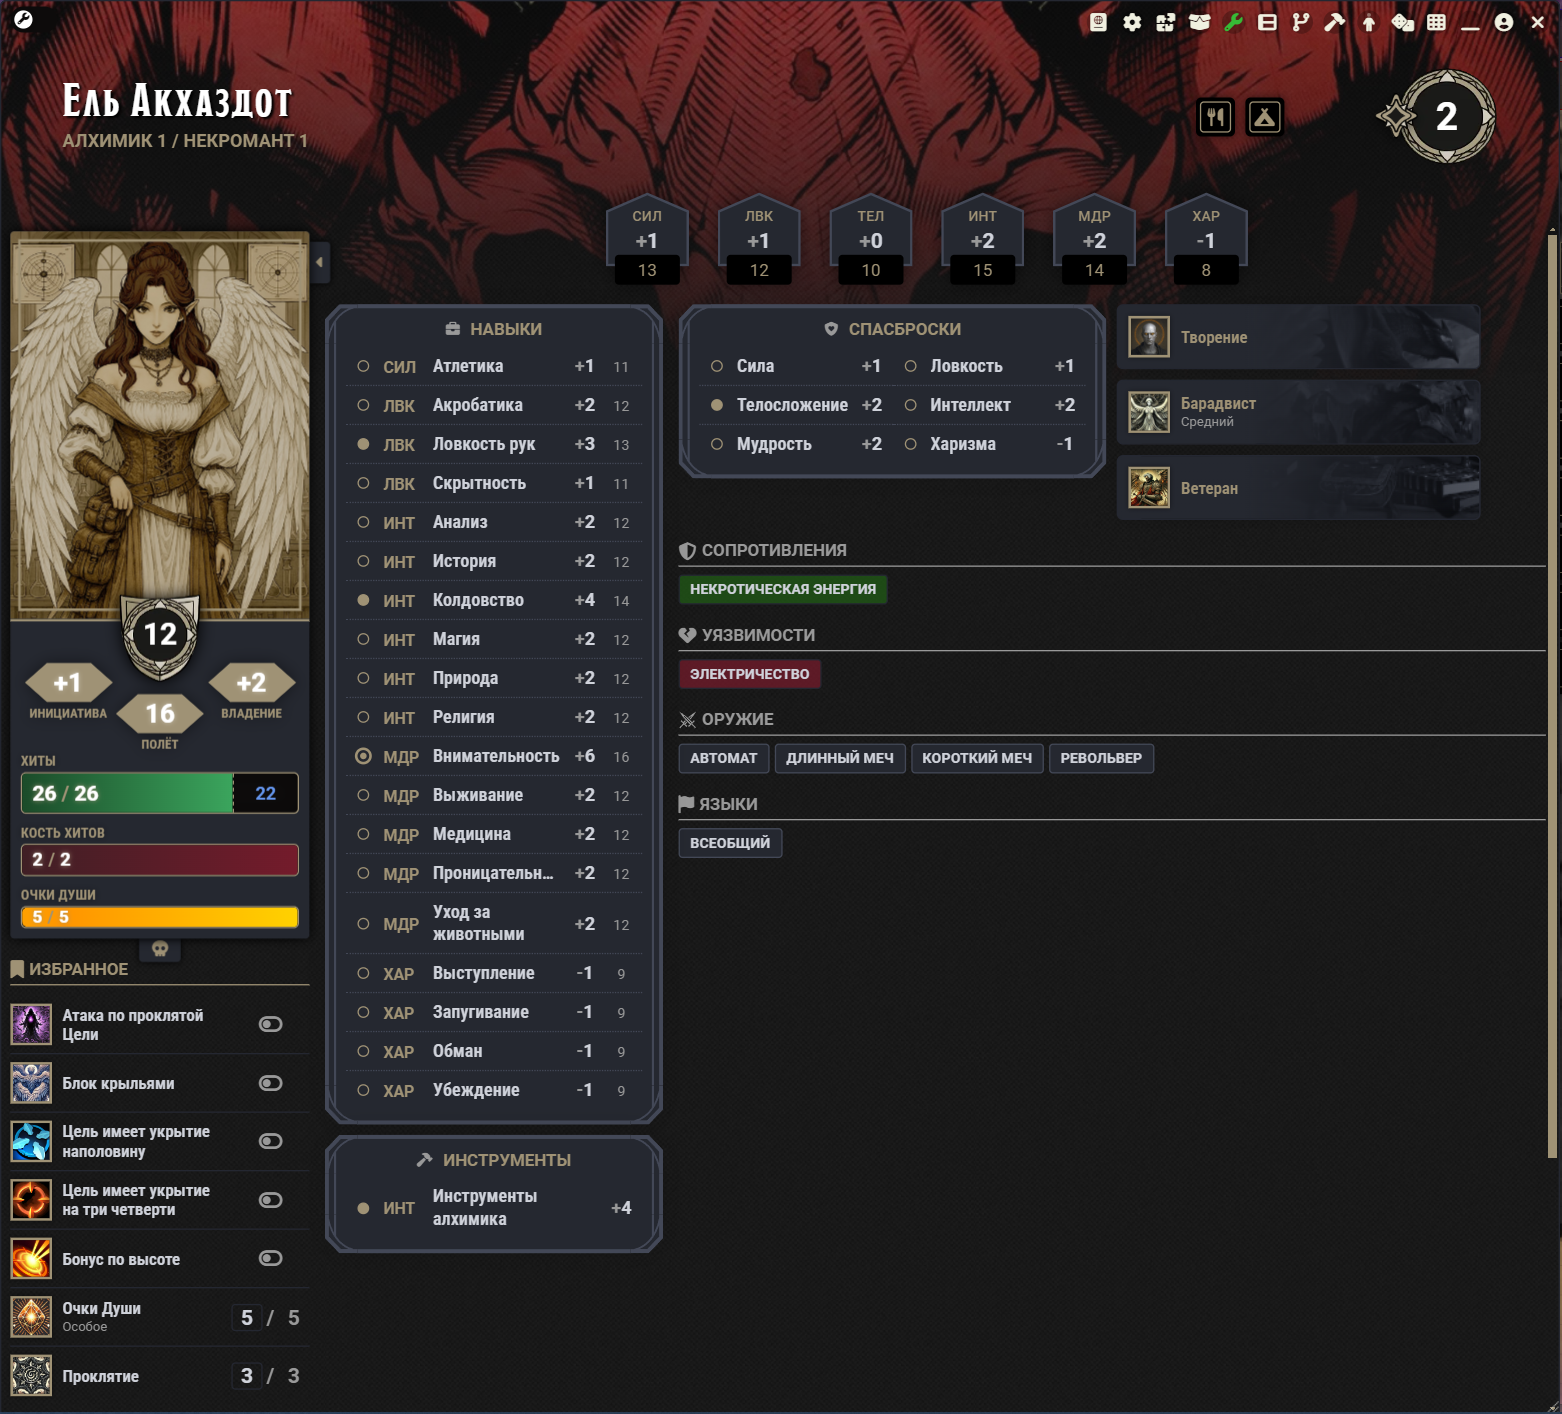 Ель Акхаздот
АЛХИМИК 1 / НЕКРОМАНТ 1
2
СИЛ ЛВК ТЕЛ ИНТ МДР ХАР
+1 +1 +0 +2 +2 -1
13 12 10 15 14 8
12
+1
ИНИЦИАТИВА
16
ПОЛЁТ
+2
ВЛАДЕНИЕ
ХИТЫ
26 / 26 22
КОСТЬ ХИТОВ
2 / 2
ОЧКИ ДУШИ
5 / 5
ИЗБРАННОЕ
Атака по проклятой
Цели
Блок крыльями
Цель имеет укрытие
наполовину
Цель имеет укрытие
на три четверти
Бонус по высоте
Очки Души 5 / 5
Особое
Проклятие 3 / 3
НАВЫКИ
СИЛ Атлетика +1 11
ЛВК Акробатика +2 12
ЛВК Ловкость рук +3 13
ЛВК Скрытность +1 11
ИНТ Анализ +2 12
ИНТ История +2 12
ИНТ Колдовство +4 14
ИНТ Магия +2 12
ИНТ Природа +2 12
ИНТ Религия +2 12
МДР Внимательность +6 16
МДР Выживание +2 12
МДР Медицина +2 12
МДР Проницательн... +2 12
МДР Уход за
животными +2 12
ХАР Выступление -1 9
ХАР Запугивание -1 9
ХАР Обман -1 9
ХАР Убеждение -1 9
ИНСТРУМЕНТЫ
ИНТ Инструменты
алхимика +4
СПАСБРОСКИ
Сила +1 Ловкость +1
Телосложение +2 Интеллект +2
Мудрость +2 Харизма -1
Творение
Барадвист
Средний
Ветеран
СОПРОТИВЛЕНИЯ
НЕКРОТИЧЕСКАЯ ЭНЕРГИЯ
УЯЗВИМОСТИ
ЭЛЕКТРИЧЕСТВО
ОРУЖИЕ
АВТОМАТ ДЛИННЫЙ МЕЧ КОРОТКИЙ МЕЧ РЕВОЛЬВЕР
ЯЗЫКИ
ВСЕОБЩИЙ